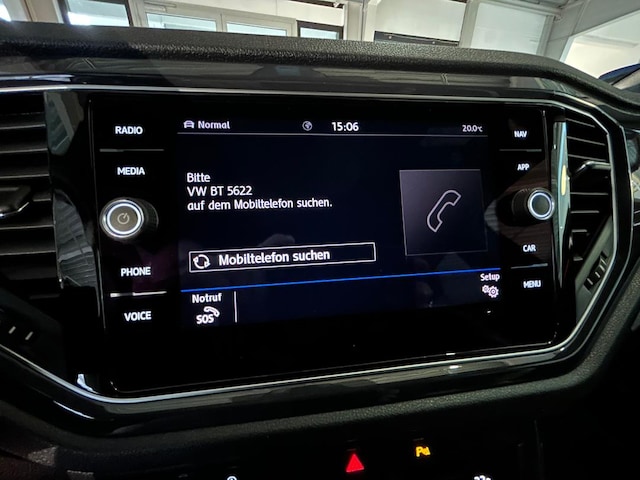 RADIO
MEDIA
PHONE
VOICE
Normal
15:06
20.0°C
Bitte
VW BT 5622
auf dem Mobiltelefon suchen.
Mobiltelefon suchen
Notruf
SOS
Setup
NAV
APP
CAR
MENU